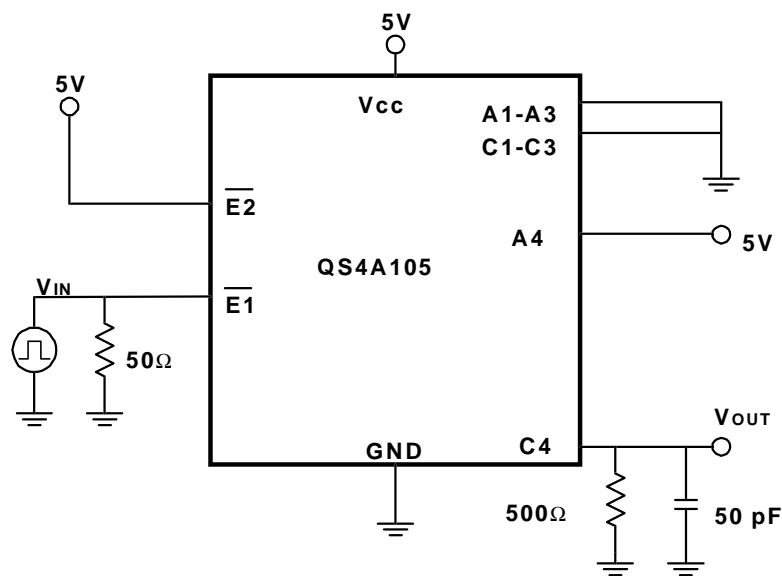 5V
5V
Vcc
A1-A3
C1-C3
E2
A4
5V
QS4A105
VIN
E1
50Ω
GND
C4
VOUT
500Ω
50 pF